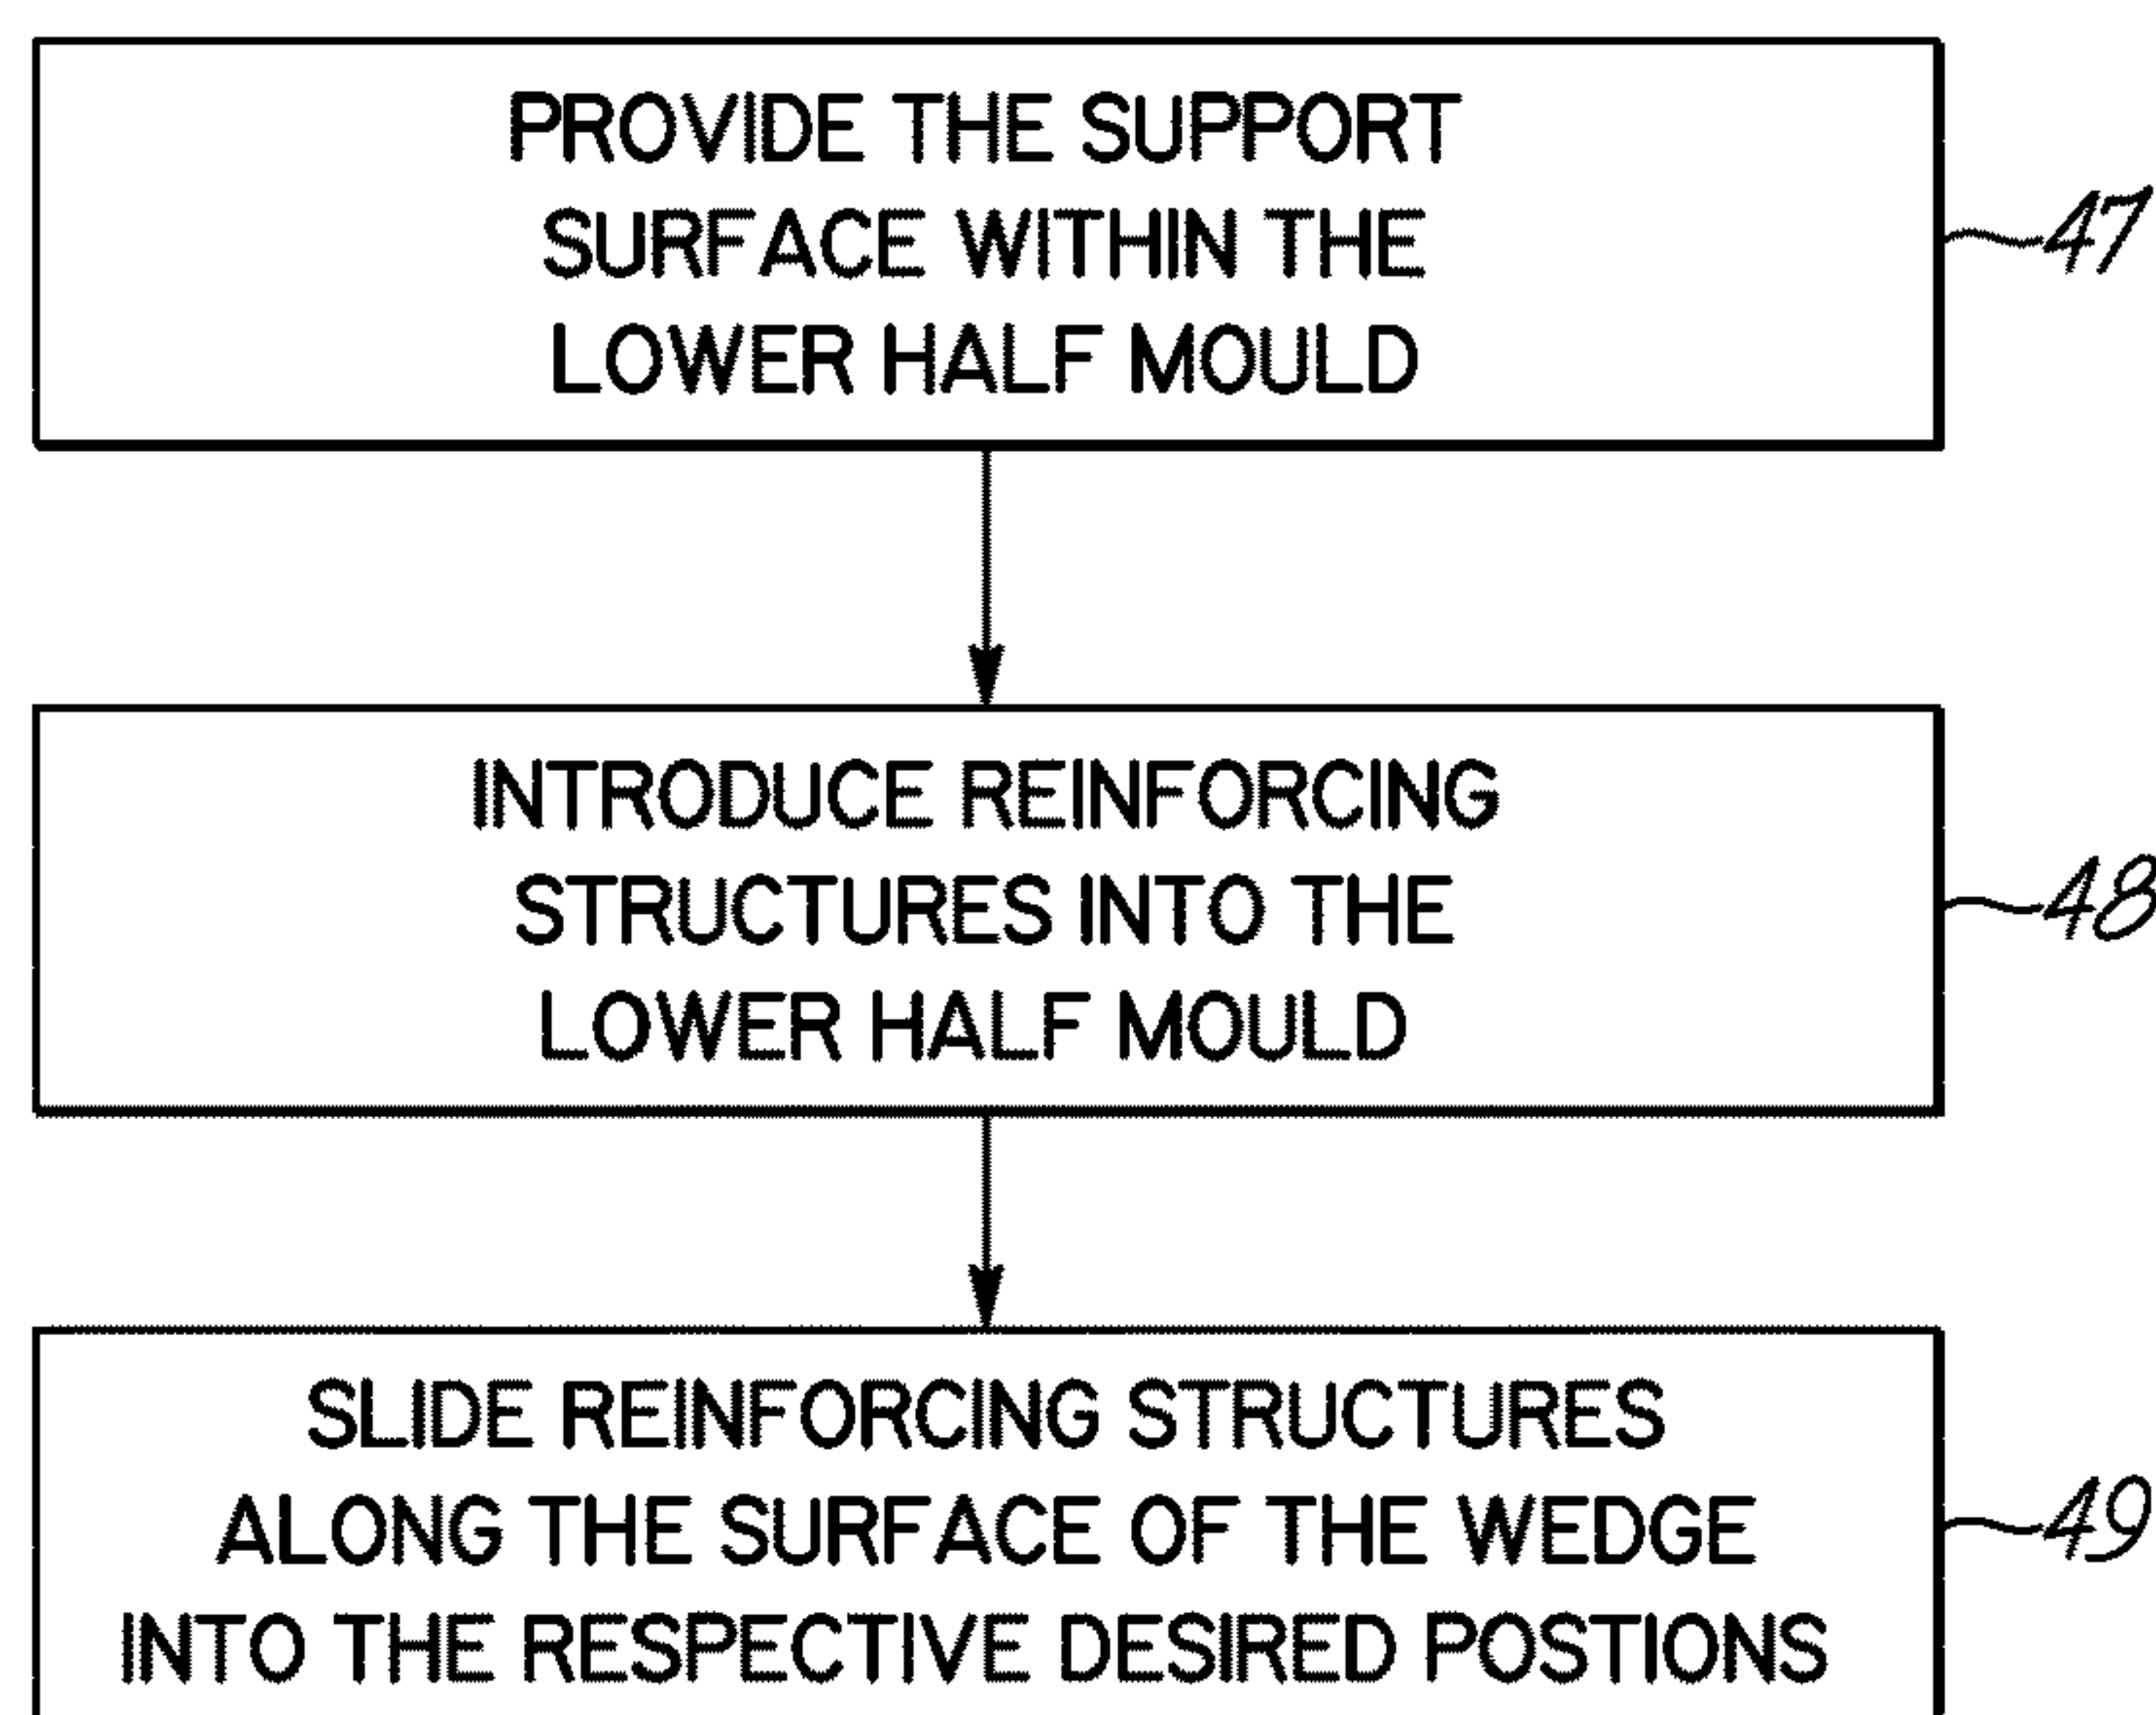 PROVIDE THE SUPPORT
SURFACE WITHIN THE
LOWER HALF MOULD
47
INTRODUCE REINFORCING
STRUCTURES INTO THE
LOWER HALF MOULD
48
SLIDE REINFORCING STRUCTURES
ALONG THE SURFACE OF THE WEDGE
INTO THE RESPECTIVE DESIRED POSTIONS
49